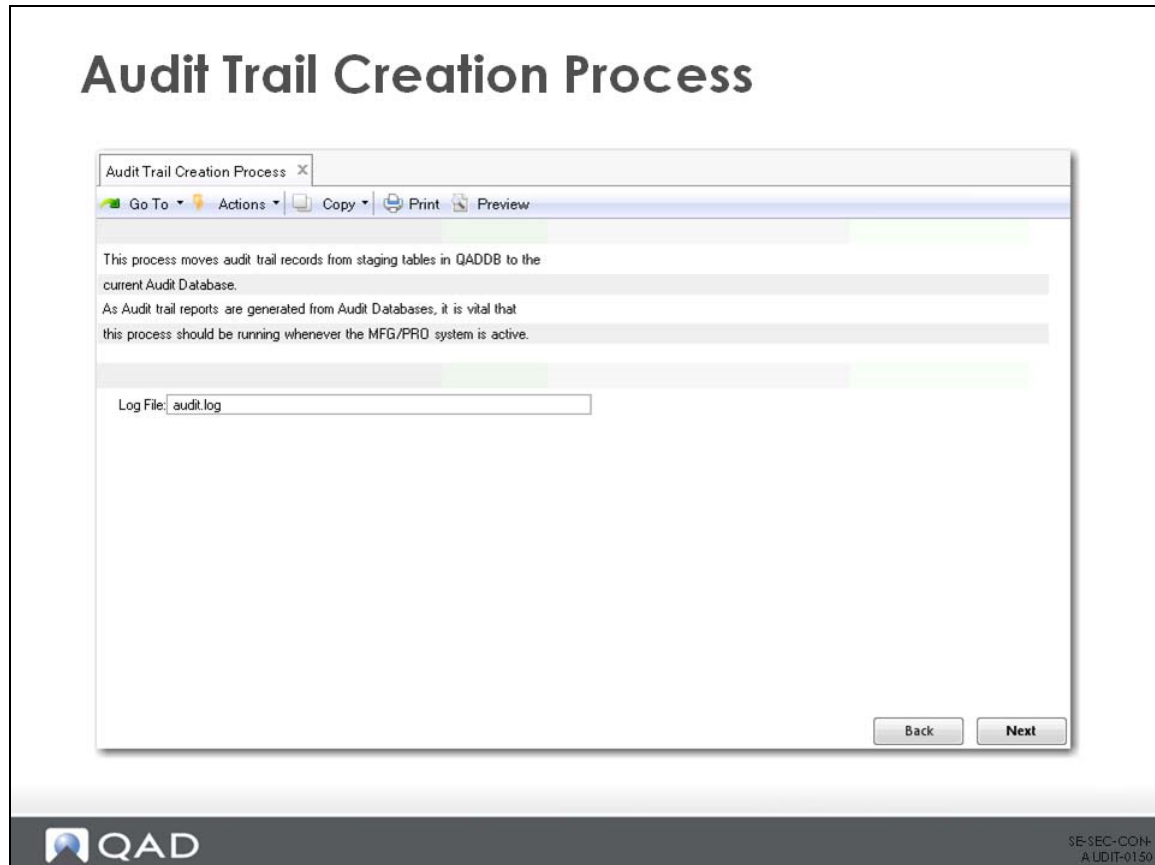 Audit Trail Creation Process
Audit Trail Creation Process
Go To Actions Copy Print Preview
This process moves audit trail records from staging tables in QADDB to the
current Audit Database.
As Audit trail reports are generated from Audit Databases, it is vital that
this process should be running whenever the MFG/PRO system is active.
Log File: audit.log
Back Next
QAD
SE-SEC-CON-
AUDIT-0150